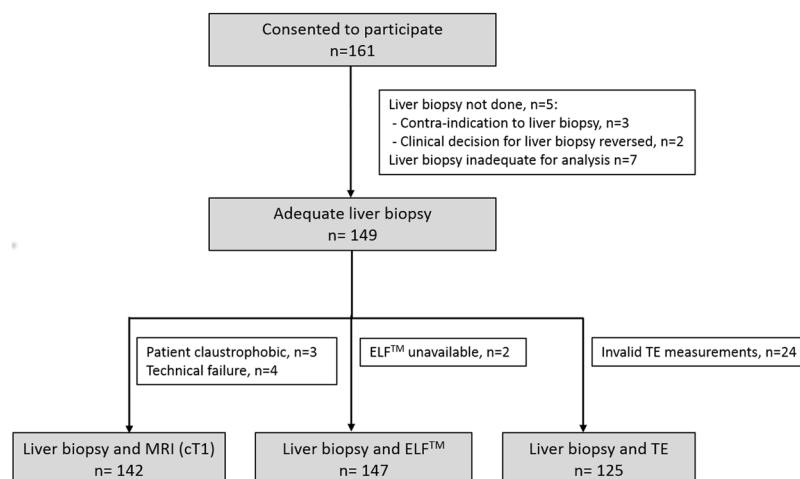 Consented to participate
n=161
Liver biopsy not done, n=5:
- Contra-indication to liver biopsy, n=3
- Clinical decision for liver biopsy reversed, n=2
Liver biopsy inadequate for analysis n=7
Adequate liver biopsy
n= 149
Patient claustrophobic, n=3
Technical failure, n=4
ELF™ unavailable, n=2
Invalid TE measurements, n=24
Liver biopsy and MRI (cT1)
n= 142
Liver biopsy and ELF™
n= 147
Liver biopsy and TE
n= 125